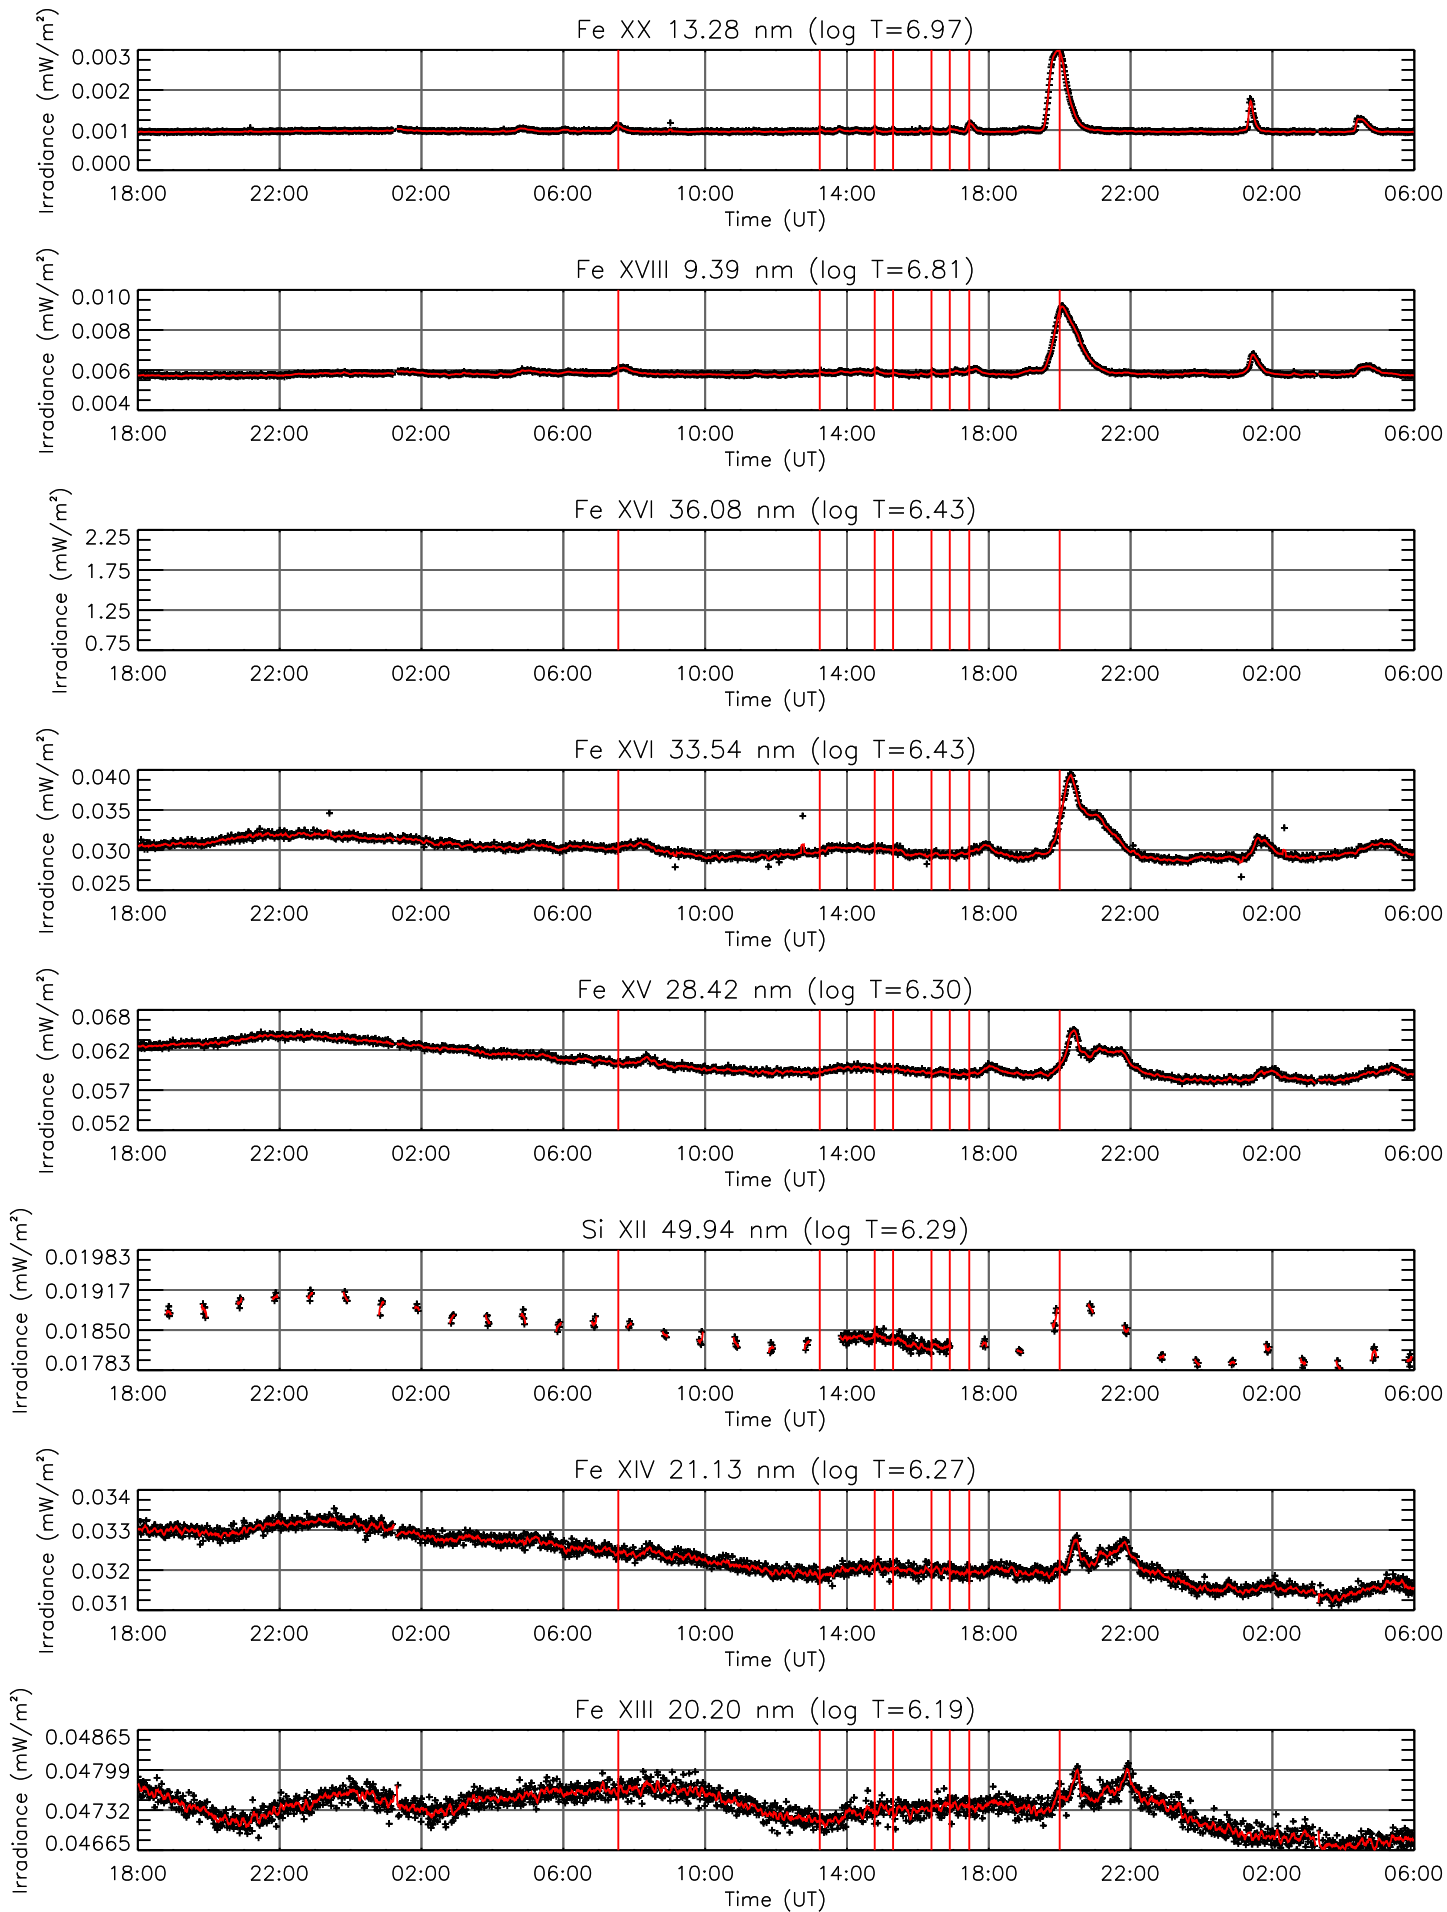 Fe XX 13.28 nm (log T=6.97)
Irradiance (mW/m²)
0.003
0.002
0.001
0.000
18:00 22:00 02:00 06:00 10:00 14:00 18:00 22:00 02:00 06:00
Time (UT)
Fe XVIII 9.39 nm (log T=6.81)
Irradiance (mW/m²)
0.010
0.008
0.006
0.004
18:00 22:00 02:00 06:00 10:00 14:00 18:00 22:00 02:00 06:00
Time (UT)
Fe XVI 36.08 nm (log T=6.43)
Irradiance (mW/m²)
2.25
1.75
1.25
0.75
18:00 22:00 02:00 06:00 10:00 14:00 18:00 22:00 02:00 06:00
Time (UT)
Fe XVI 33.54 nm (log T=6.43)
Irradiance (mW/m²)
0.040
0.035
0.030
0.025
18:00 22:00 02:00 06:00 10:00 14:00 18:00 22:00 02:00 06:00
Time (UT)
Fe XV 28.42 nm (log T=6.30)
Irradiance (mW/m²)
0.068
0.062
0.057
0.052
18:00 22:00 02:00 06:00 10:00 14:00 18:00 22:00 02:00 06:00
Time (UT)
Si XII 49.94 nm (log T=6.29)
Irradiance (mW/m²)
0.01983
0.01917
0.01850
0.01783
18:00 22:00 02:00 06:00 10:00 14:00 18:00 22:00 02:00 06:00
Time (UT)
Fe XIV 21.13 nm (log T=6.27)
Irradiance (mW/m²)
0.034
0.033
0.032
0.031
18:00 22:00 02:00 06:00 10:00 14:00 18:00 22:00 02:00 06:00
Time (UT)
Fe XIII 20.20 nm (log T=6.19)
Irradiance (mW/m²)
0.04865
0.04799
0.04732
0.04665
18:00 22:00 02:00 06:00 10:00 14:00 18:00 22:00 02:00 06:00
Time (UT)